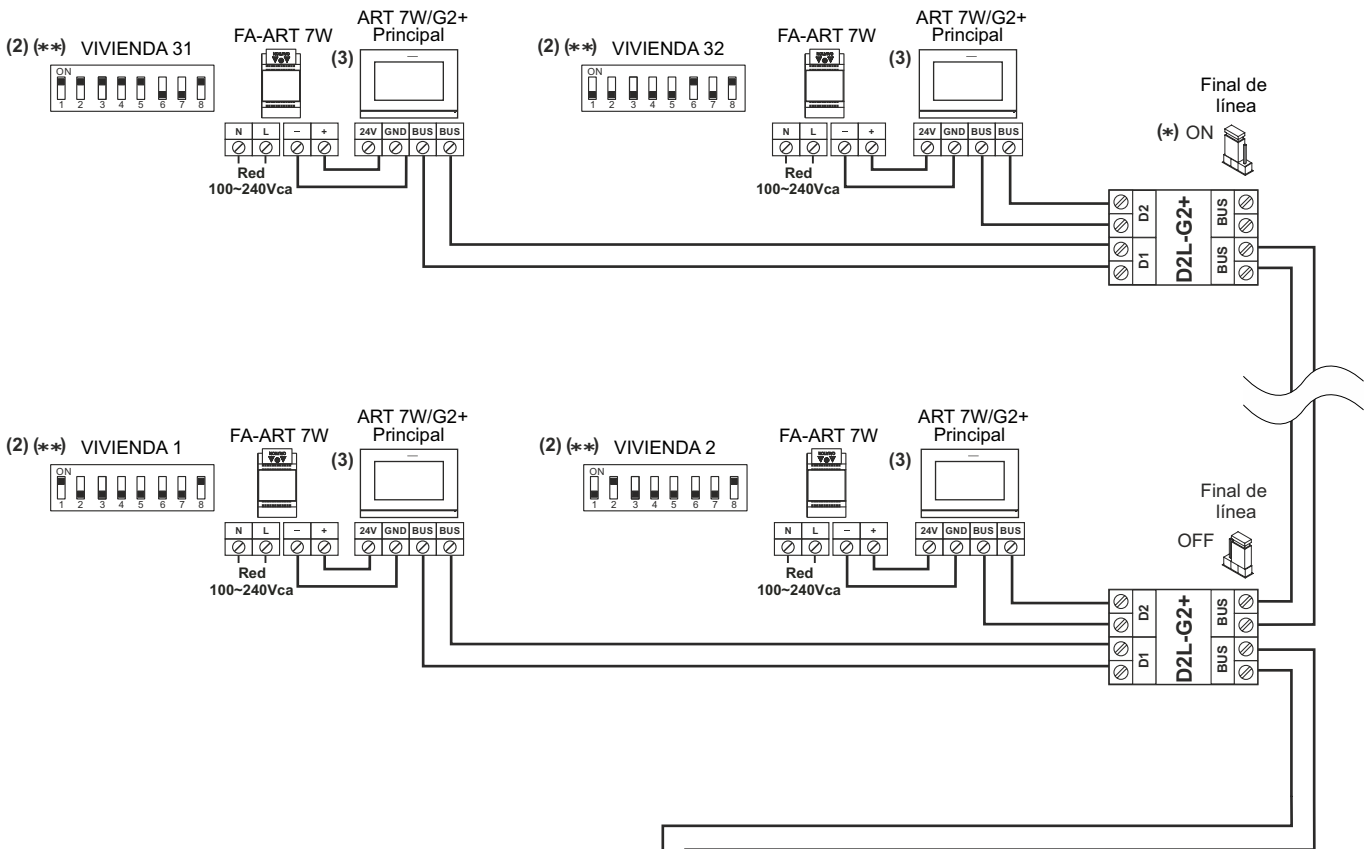 (2) (**) VIVIENDA 31
ON
1 2 3 4 5 6 7 8
FA-ART 7W
(3)
ART 7W/G2+
Principal
N L − + 24V GND BUS BUS
Red
100~240Vca
(2) (**) VIVIENDA 32
ON
1 2 3 4 5 6 7 8
FA-ART 7W
(3)
ART 7W/G2+
Principal
N L − + 24V GND BUS BUS
Red
100~240Vca
Final de
línea
(*) ON
D2
D1
D2L-G2+
BUS
BUS
(2) (**) VIVIENDA 1
ON
1 2 3 4 5 6 7 8
FA-ART 7W
(3)
ART 7W/G2+
Principal
N L − + 24V GND BUS BUS
Red
100~240Vca
(2) (**) VIVIENDA 2
ON
1 2 3 4 5 6 7 8
FA-ART 7W
(3)
ART 7W/G2+
Principal
N L − + 24V GND BUS BUS
Red
100~240Vca
Final de
línea
OFF
D2
D1
D2L-G2+
BUS
BUS